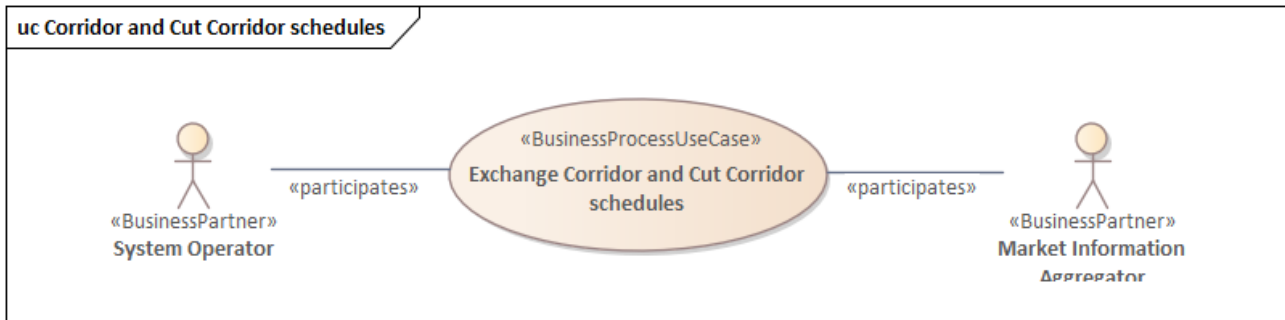 uc Corridor and Cut Corridor schedules
«BusinessProcessUseCase»
Exchange Corridor and Cut Corridor
schedules
«participates»
«participates»
«BusinessPartner»
System Operator
«BusinessPartner»
Market Information
Aggregator